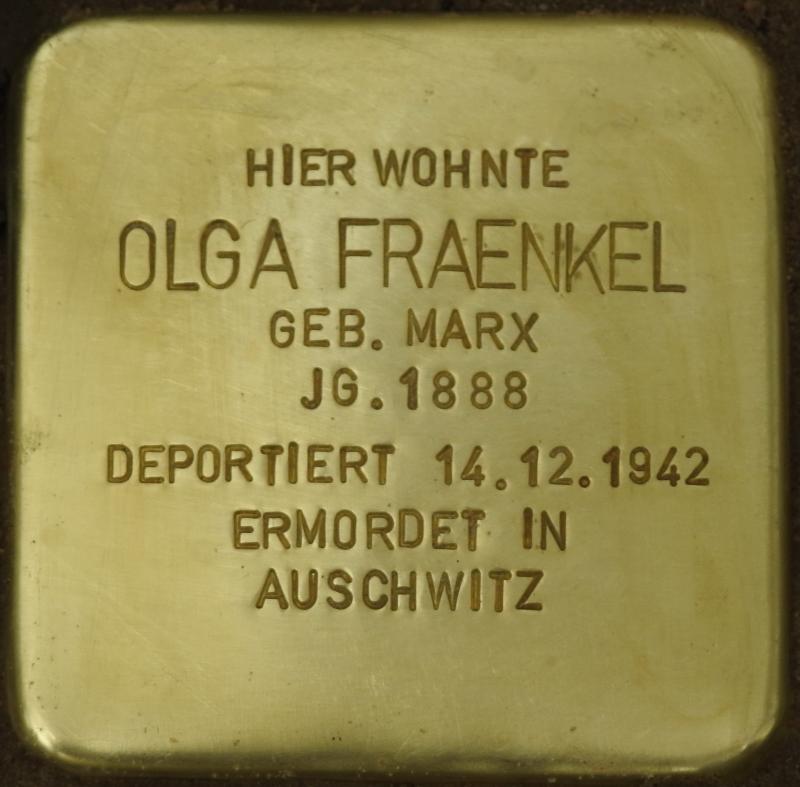 HIER WOHNTE
OLGA FRAENKEL
GEB. MARX
JG. 1888
DEPORTIERT 14.12.1942
ERMORDET IN
AUSCHWITZ